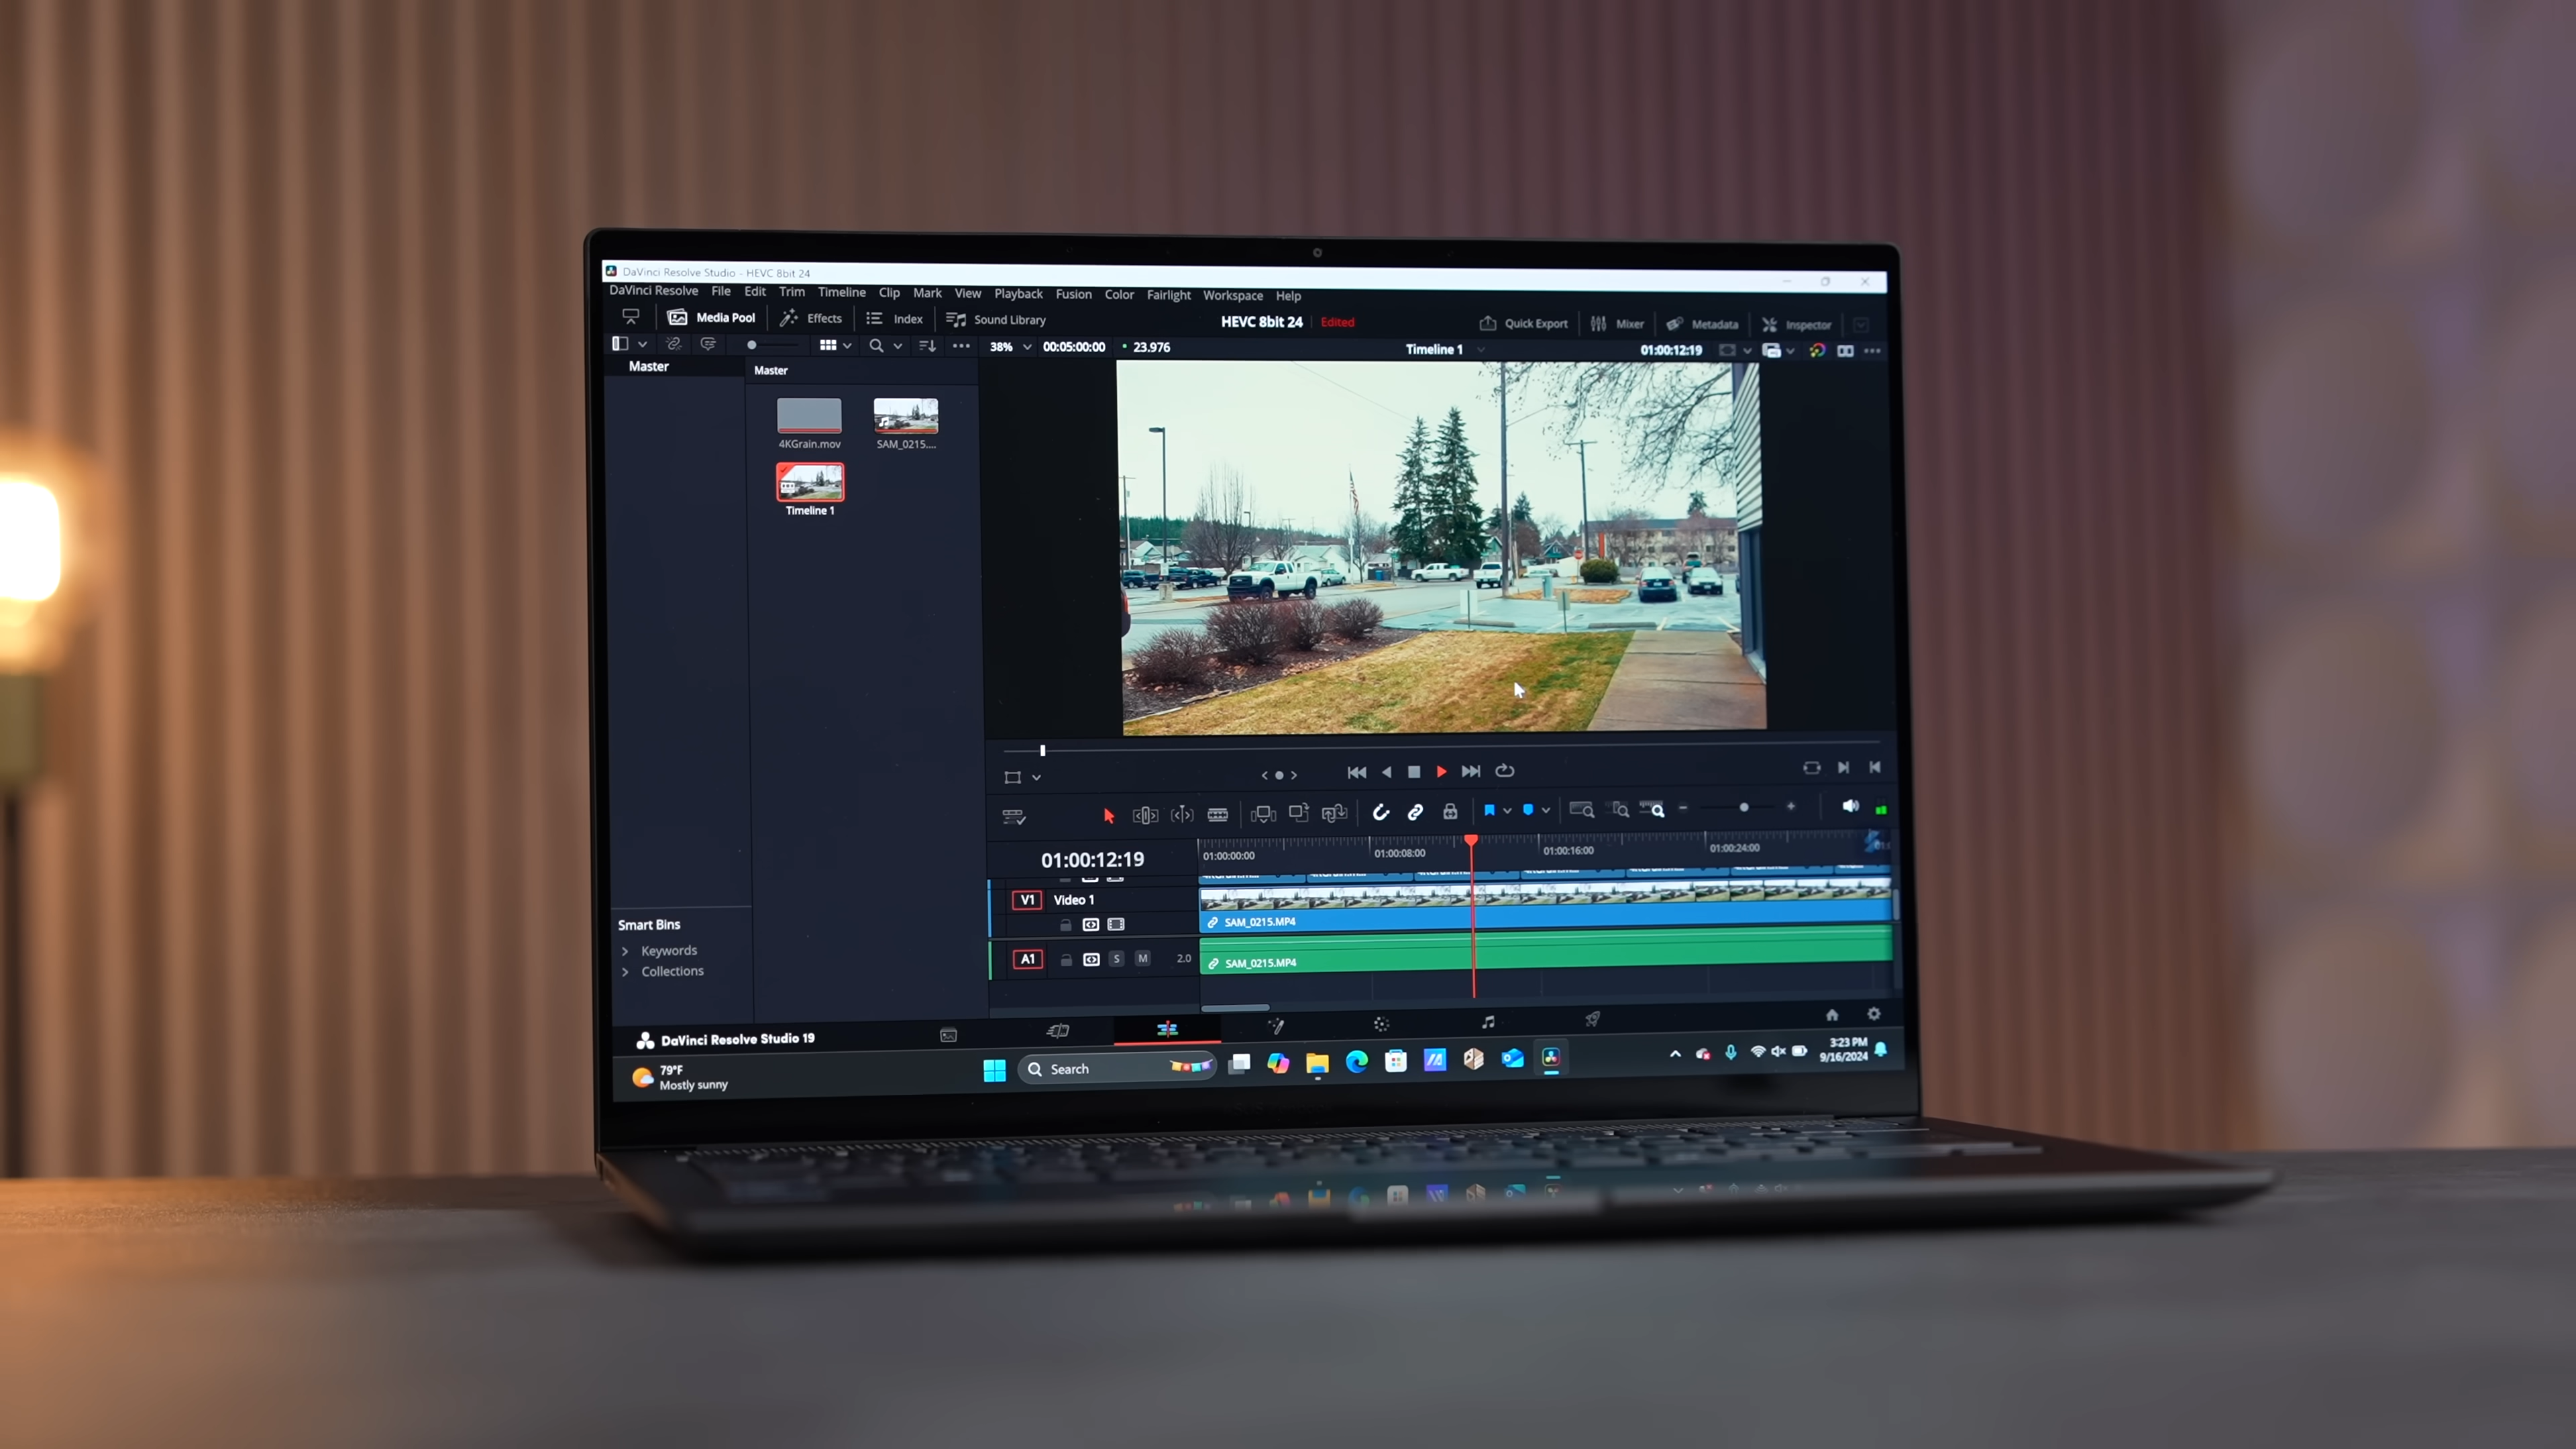 DaVinci Resolve Studio - HEVC 8bit 24
DaVinci Resolve File Edit Trim Timeline Clip Mark View Playback Fusion Color Fairlight Workspace Help
Media Pool Effects Index Sound Library HEVC 8bit 24 Edited Quick Export Mixer Metadata Inspector
38% 00:05:00:00 23.976 Timeline 1 01:00:12:19
Master
Master
4KGrain.mov SAM_0215....
Timeline 1
01:00:12:19
01:00:00:00 01:00:08:00 01:00:16:00 01:00:24:00
V1 Video 1
SAM_0215.MP4
A1 S M 2.0
SAM_0215.MP4
Smart Bins
Keywords
Collections
DaVinci Resolve Studio 19
79°F
Mostly sunny
Search
3:23 PM
9/16/2024